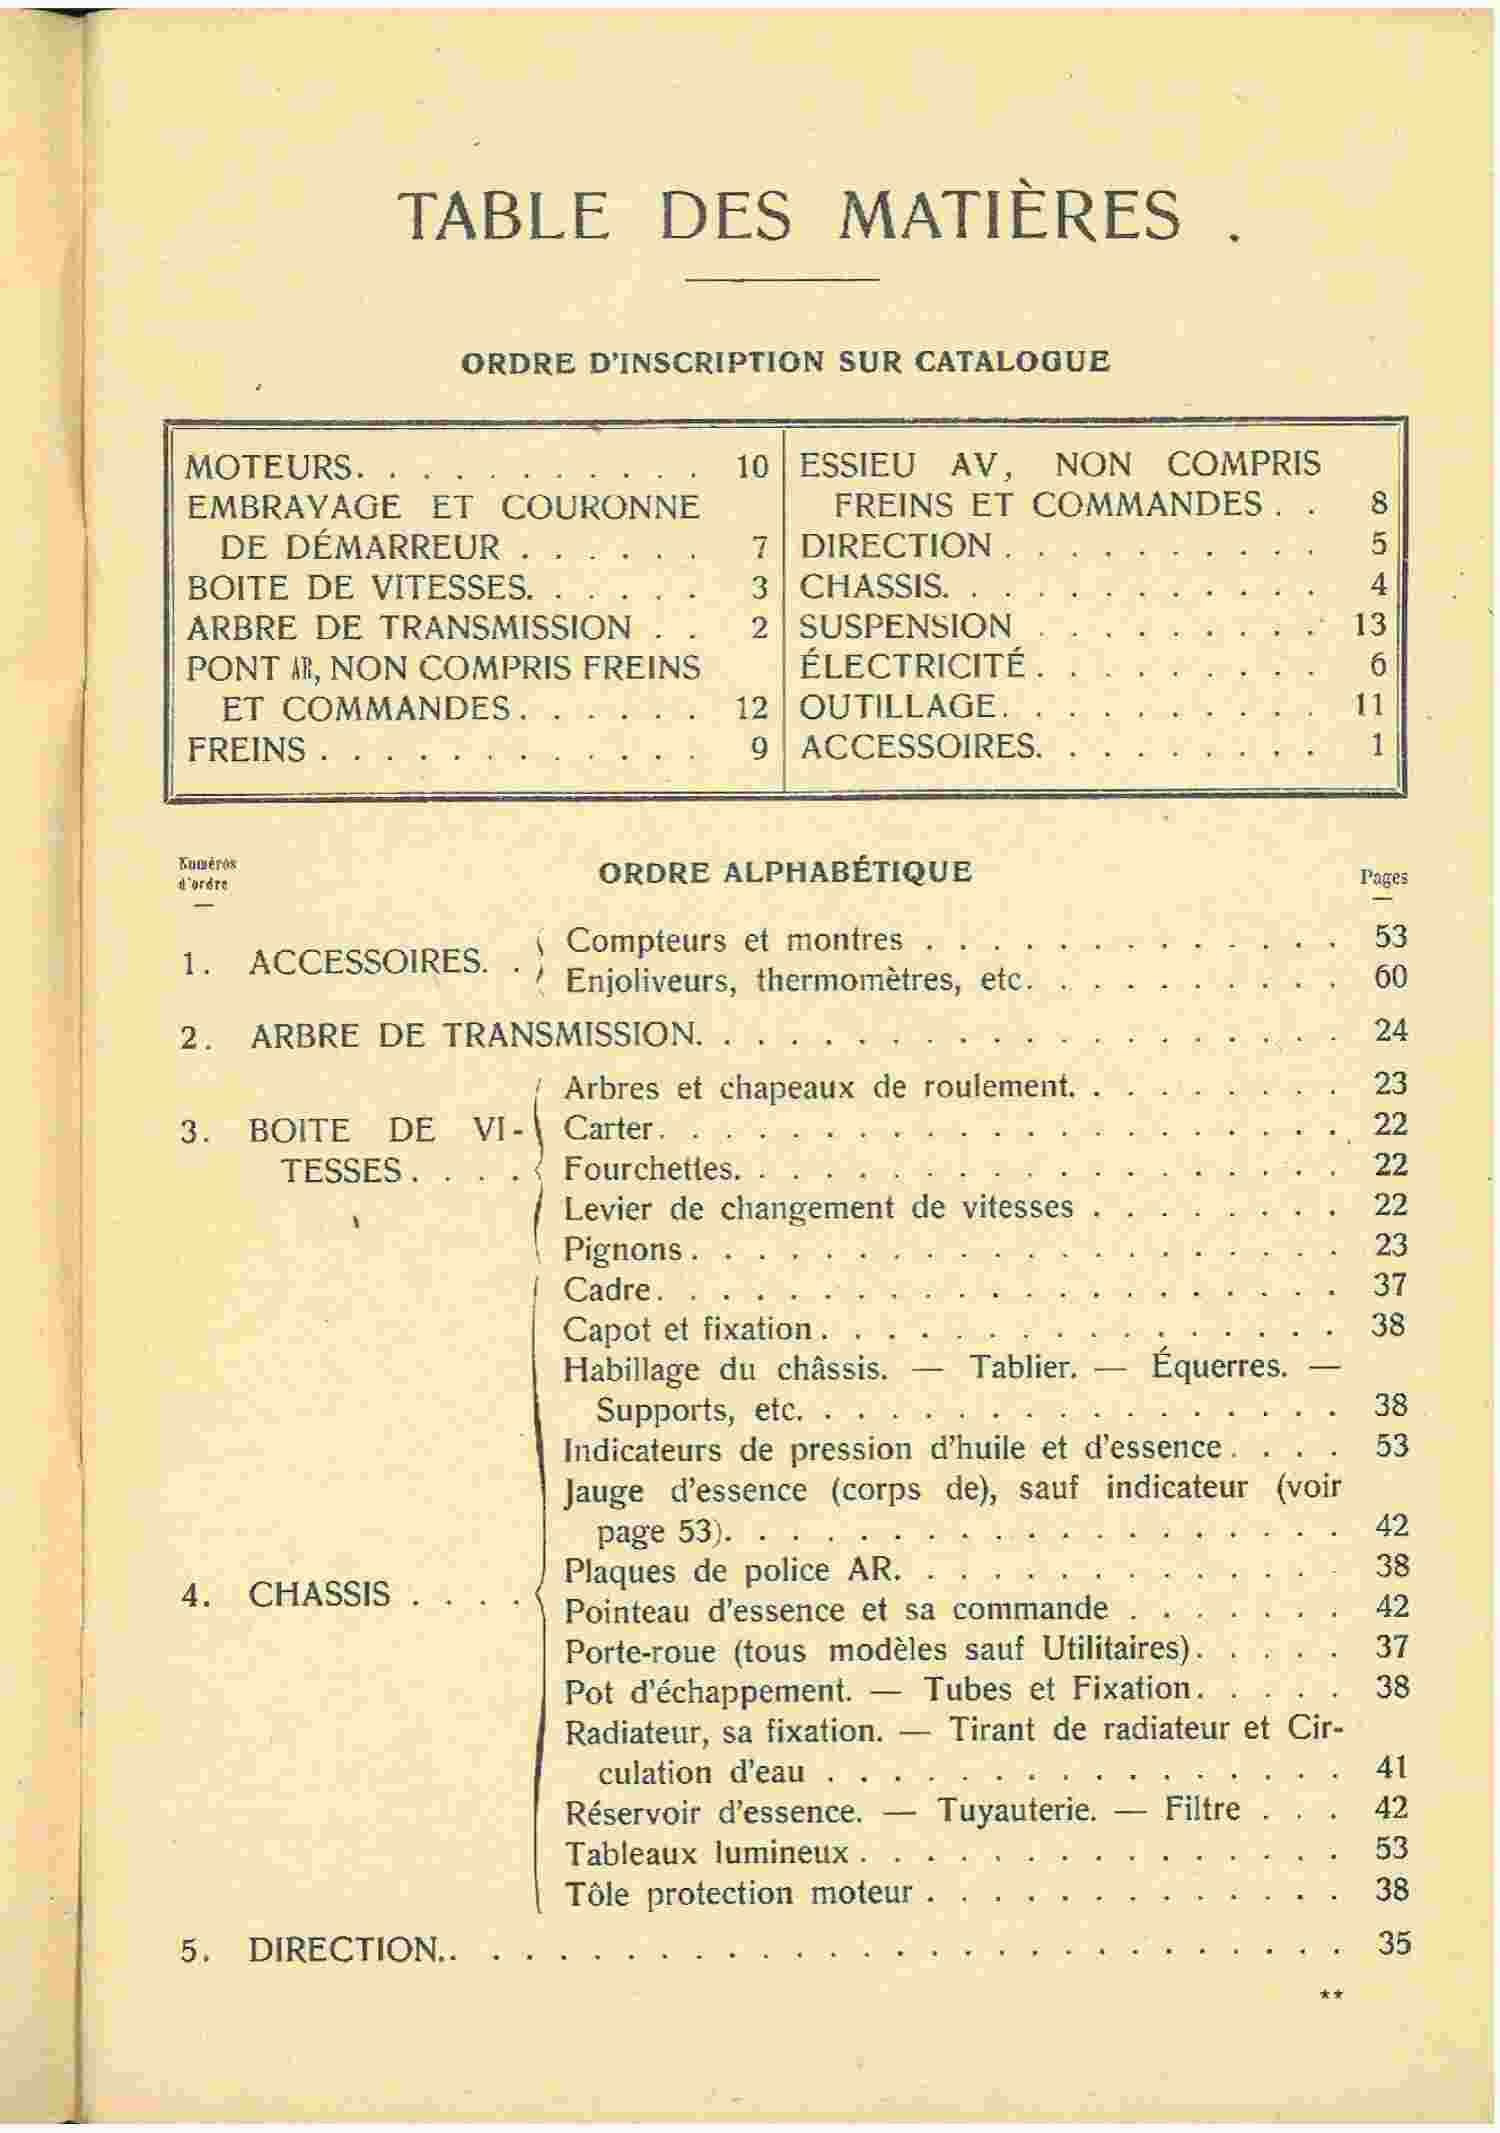 TABLE DES MATIÈRES .
ORDRE D'INSCRIPTION SUR CATALOGUE
MOTEURS. . . . . . . . . . . 10
EMBRAYAGE ET COURONNE
DE DÉMARREUR . . . . . . 7
BOITE DE VITESSES. . . . . . 3
ARBRE DE TRANSMISSION . . 2
PONT AR, NON COMPRIS FREINS
ET COMMANDES. . . . . . 12
FREINS . . . . . . . . . . . . 9
ESSIEU AV, NON COMPRIS
FREINS ET COMMANDES . . 8
DIRECTION . . . . . . . . . . 5
CHASSIS. . . . . . . . . . . . 4
SUSPENSION . . . . . . . . . 13
ÉLECTRICITÉ . . . . . . . . . 6
OUTILLAGE. . . . . . . . . . 11
ACCESSOIRES. . . . . . . . . 1
Numéros
d'ordre
ORDRE ALPHABÉTIQUE
Pages
1. ACCESSOIRES. .
Compteurs et montres . . . . . . . . . . . . . 53
Enjoliveurs, thermomètres, etc. . . . . . . . . . 60
2. ARBRE DE TRANSMISSION. . . . . . . . . . . . . . . . . . . . 24
3. BOITE DE VI-
TESSES . . . .
Arbres et chapeaux de roulement. . . . . . . . . 23
Carter. . . . . . . . . . . . . . . . . . . . . 22
Fourchettes. . . . . . . . . . . . . . . . . . . 22
Levier de changement de vitesses . . . . . . . . 22
Pignons . . . . . . . . . . . . . . . . . . . . 23
4. CHASSIS . . . .
Cadre. . . . . . . . . . . . . . . . . . . . . 37
Capot et fixation . . . . . . . . . . . . . . . . 38
Habillage du châssis. — Tablier. — Équerres. —
Supports, etc. . . . . . . . . . . . . . . . . 38
Indicateurs de pression d'huile et d'essence . . . . 53
Jauge d'essence (corps de), sauf indicateur (voir
page 53). . . . . . . . . . . . . . . . . . . 42
Plaques de police AR. . . . . . . . . . . . . . 38
Pointeau d'essence et sa commande . . . . . . . 42
Porte-roue (tous modèles sauf Utilitaires). . . . . 37
Pot d'échappement. — Tubes et Fixation. . . . . 38
Radiateur, sa fixation. — Tirant de radiateur et Cir-
culation d'eau . . . . . . . . . . . . . . . . 41
Réservoir d'essence. — Tuyauterie. — Filtre . . . 42
Tableaux lumineux . . . . . . . . . . . . . . . 53
Tôle protection moteur . . . . . . . . . . . . . 38
5. DIRECTION.. . . . . . . . . . . . . . . . . . . . . . . . . . . . 35
**